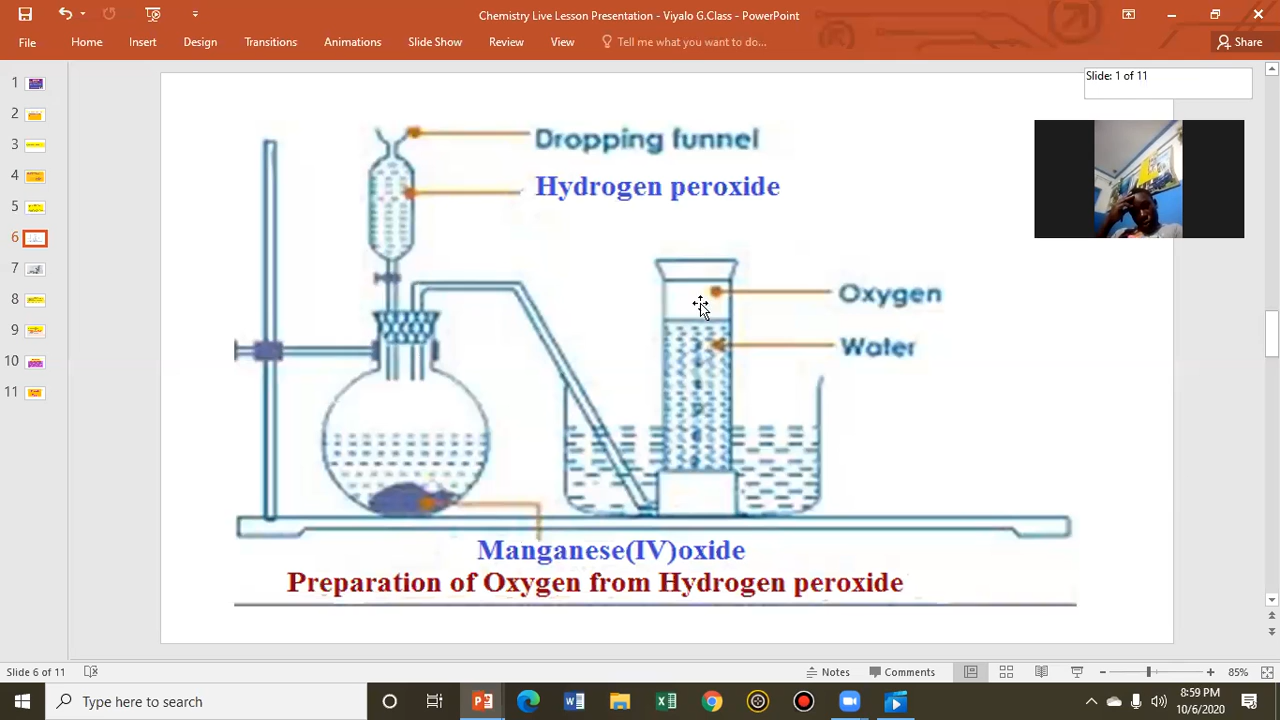 Chemistry Live Lesson Presentation - Viyalo G.Class - PowerPoint
File Home Insert Design Transitions Animations Slide Show Review View Tell me what you want to do... Share
Slide: 1 of 11
1
2
3
4
5
6
7
8
9
10
11
Dropping funnel
Hydrogen peroxide
Oxygen
Water
Manganese(IV)oxide
Preparation of Oxygen from Hydrogen peroxide
Slide 6 of 11 Notes Comments 85%
Type here to search
8:59 PM
10/6/2020